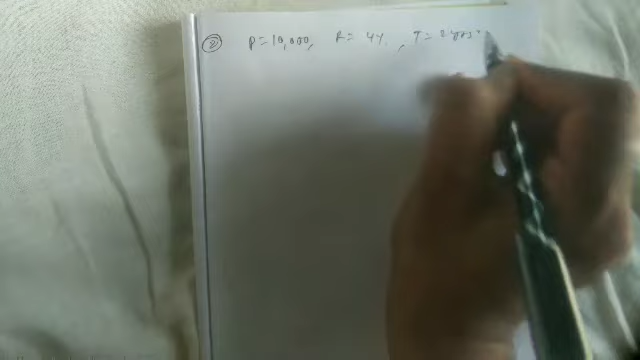 ② P = 10,000, R = 4%, T = 2 yrs